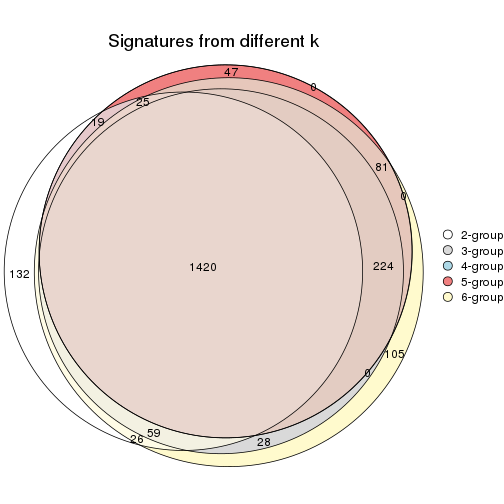 Signatures from different k
47
0
25
19
81
0
2-group
3-group
4-group
5-group
6-group
132
1420
224
105
0
59
26
28